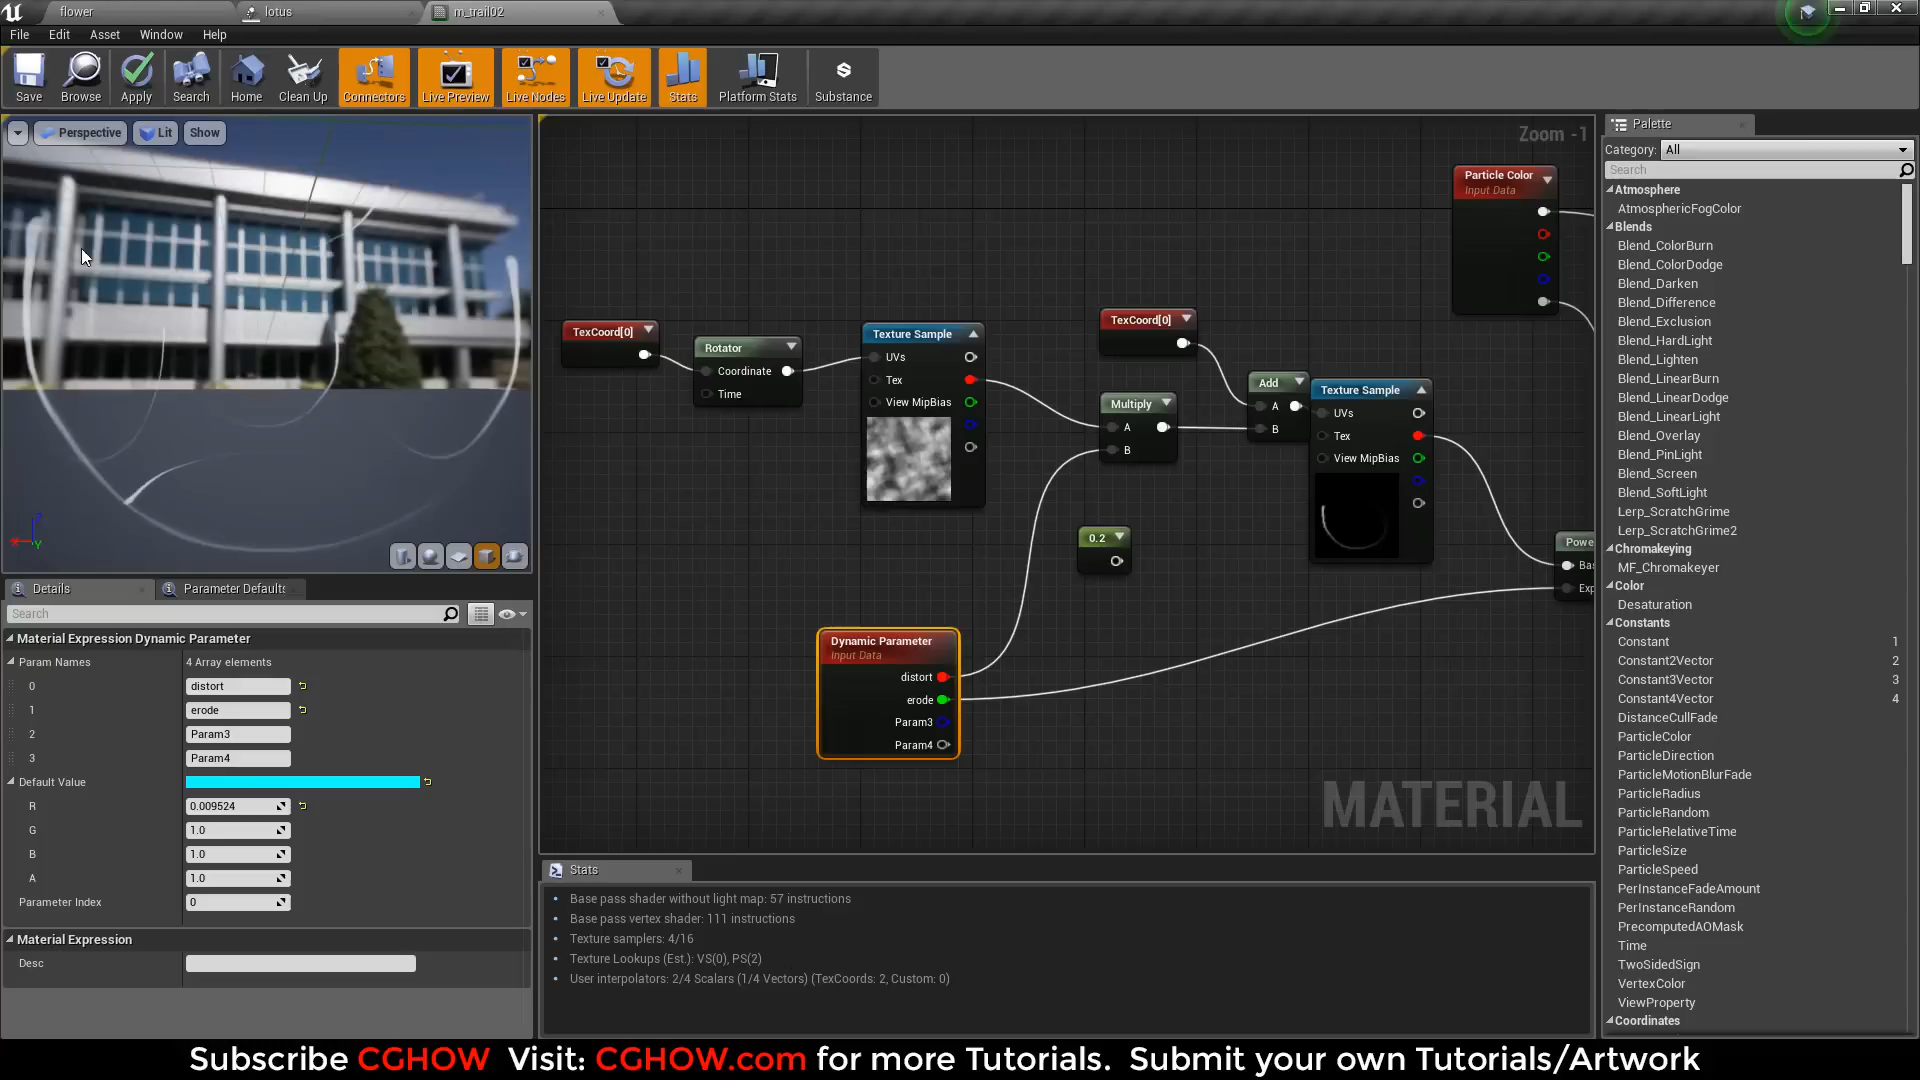 flower
lotus
m_trail02
File Edit Asset Window Help
Save Browse Apply Search Home Clean Up Connectors Live Preview Live Nodes Live Update Stats Platform Stats Substance
Perspective Lit Show
Zoom -1
Palette
Category: All
Search
Atmosphere
AtmosphericFogColor
Blends
Blend_ColorBurn
Blend_ColorDodge
Blend_Darken
Blend_Difference
Blend_Exclusion
Blend_HardLight
Blend_Lighten
Blend_LinearBurn
Blend_LinearDodge
Blend_LinearLight
Blend_Overlay
Blend_PinLight
Blend_Screen
Blend_SoftLight
Lerp_ScratchGrime
Lerp_ScratchGrime2
Chromakeying
MF_Chromakeyer
Color
Desaturation
Constants
Constant 1
Constant2Vector 2
Constant3Vector 3
Constant4Vector 4
DistanceCullFade
ParticleColor
ParticleDirection
ParticleMotionBlurFade
ParticleRadius
ParticleRandom
ParticleRelativeTime
ParticleSize
ParticleSpeed
PerInstanceFadeAmount
PerInstanceRandom
PrecomputedAOMask
Time
TwoSidedSign
VertexColor
ViewProperty
Coordinates
Particle Color
Input Data
TexCoord[0]
Rotator
Coordinate
Time
Texture Sample
UVs
Tex
View MipBias
TexCoord[0]
Multiply
A
B
Add
A
B
Texture Sample
UVs
Tex
View MipBias
0.2
Powe
Bas
Exp
Dynamic Parameter
Input Data
distort
erode
Param3
Param4
MATERIAL
Details
Parameter Defaults
Search
Material Expression Dynamic Parameter
Param Names 4 Array elements
0 distort
1 erode
2 Param3
3 Param4
Default Value
R 0.009524
G 1.0
B 1.0
A 1.0
Parameter Index 0
Material Expression
Desc
Stats
Base pass shader without light map: 57 instructions
Base pass vertex shader: 111 instructions
Texture samplers: 4/16
Texture Lookups (Est.): VS(0), PS(2)
User interpolators: 2/4 Scalars (1/4 Vectors) (TexCoords: 2, Custom: 0)
Subscribe CGHOW Visit: CGHOW.com for more Tutorials. Submit your own Tutorials/Artwork